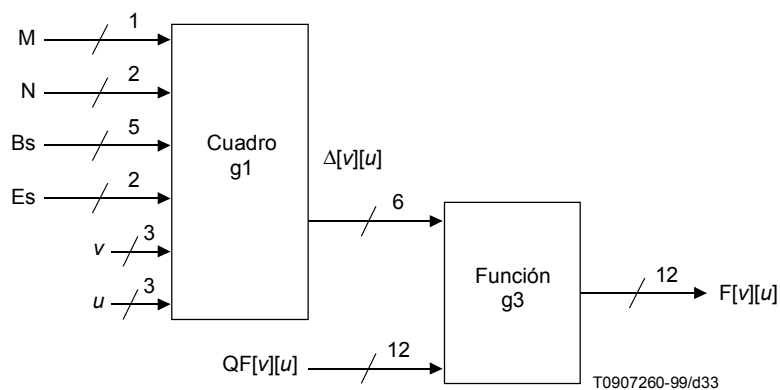 M 1
N 2
Bs 5
Es 2
v 3
u 3
Cuadro
g1
Δ[v][u]
6
QF[v][u] 12
Función
g3
12
F[v][u]
T0907260-99/d33